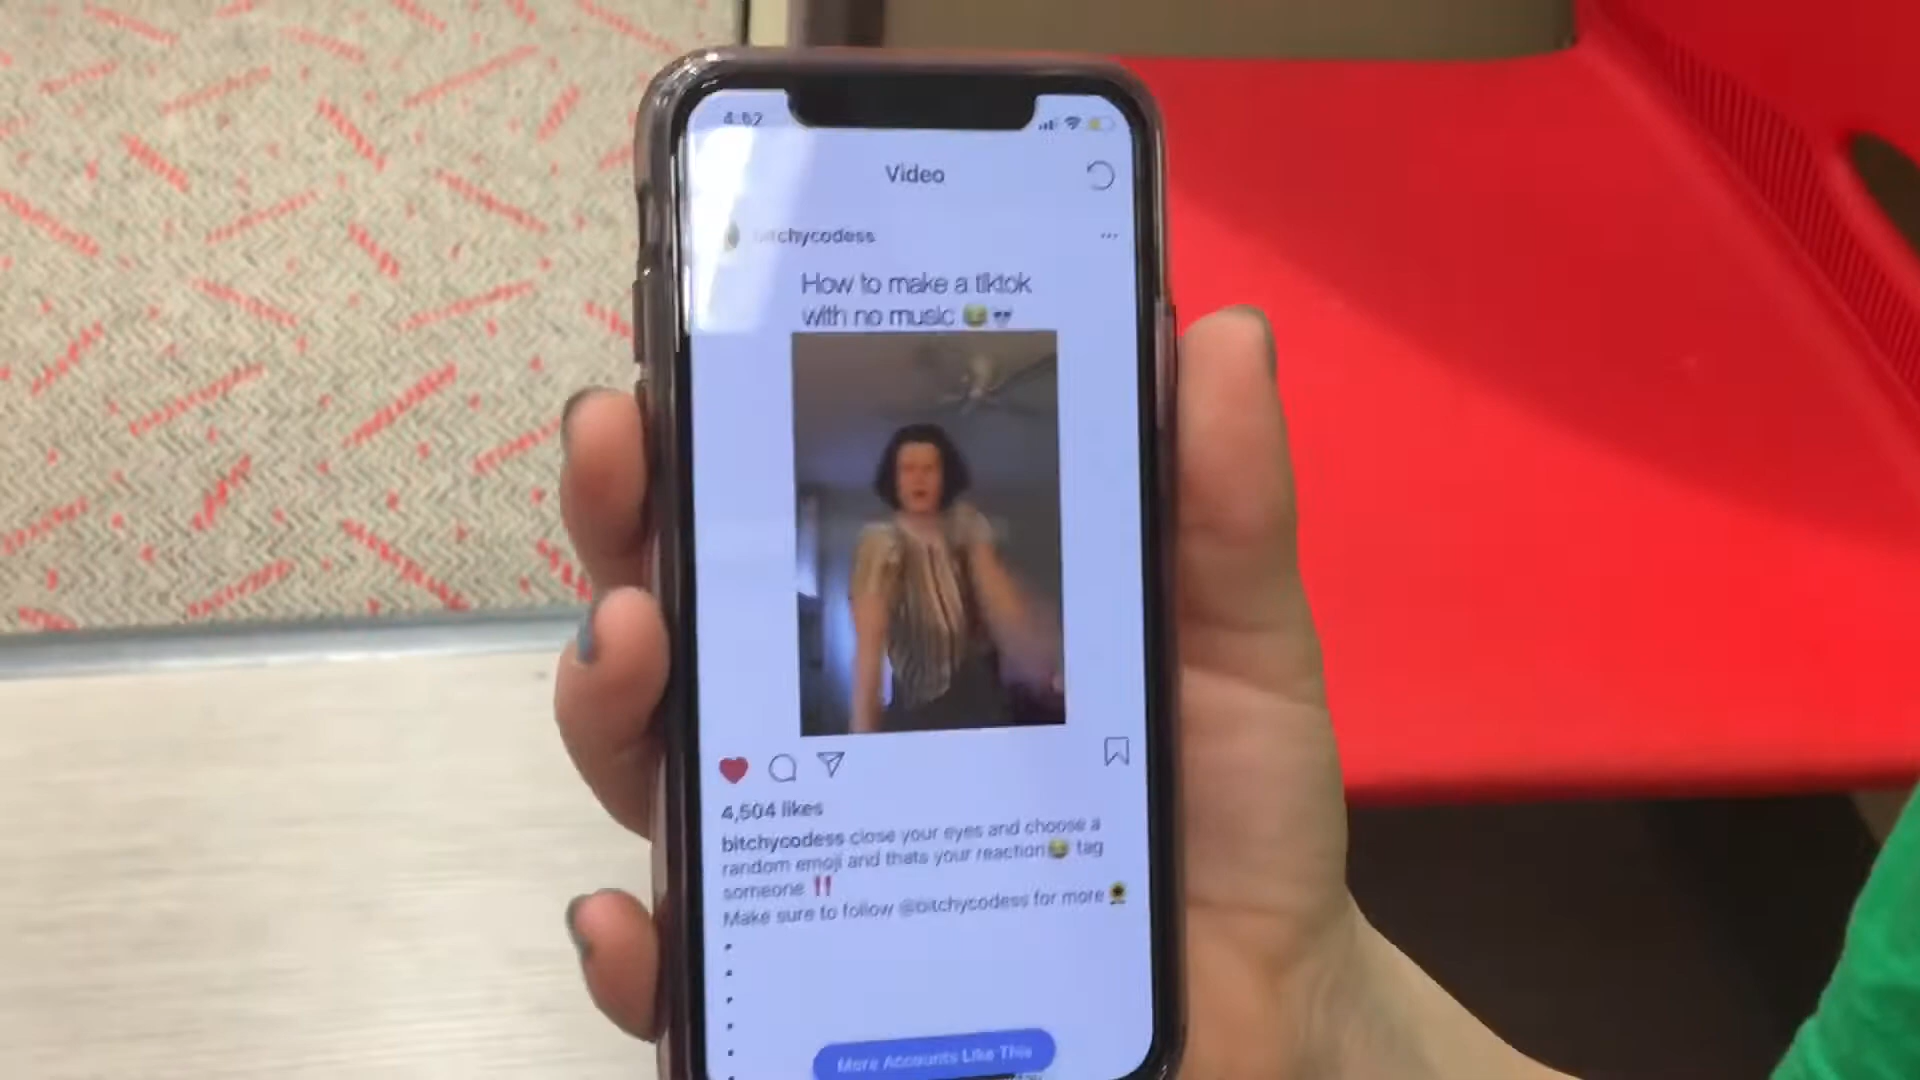 4:52
Video
bitchycodess
How to make a tiktok
with no music 😂💀
4,504 likes
bitchycodess close your eyes and choose a
random emoji and thats your reaction😂 tag
someone ‼️
Make sure to follow @bitchycodess for more🌻
•
•
•
•
•
•
More Accounts Like This